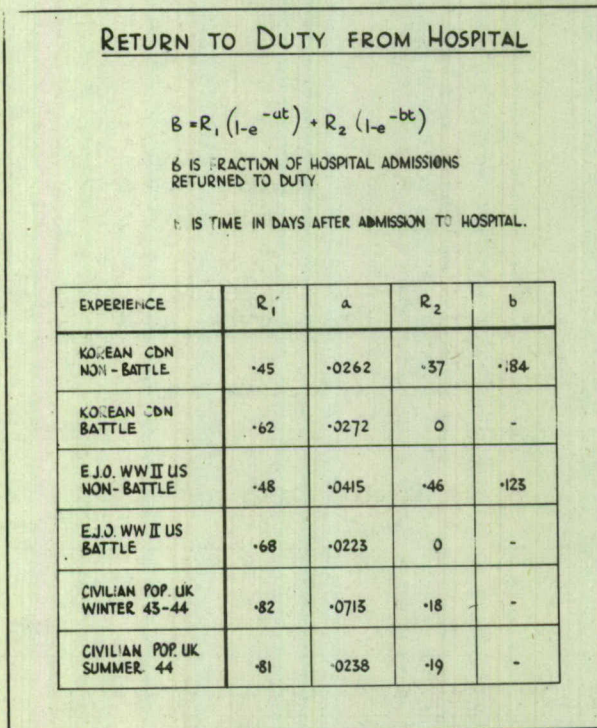 RETURN TO DUTY FROM HOSPITAL
B = R₁ (1-e^-at) + R₂ (1-e^-bt)
B IS FRACTION OF HOSPITAL ADMISSIONS
RETURNED TO DUTY
t IS TIME IN DAYS AFTER ADMISSION TO HOSPITAL.
EXPERIENCE R₁ a R₂ b
KOREAN CDN
NON-BATTLE ·45 ·0262 ·37 ·184
KOREAN CDN
BATTLE ·62 ·0272 0 -
E.J.O. WW II US
NON-BATTLE ·48 ·0415 ·46 ·123
E.J.O. WW II US
BATTLE ·68 ·0223 0 -
CIVILIAN POP. UK
WINTER 43-44 ·82 ·0713 ·18 -
CIVILIAN POP. UK
SUMMER 44 ·81 ·0238 ·19 -